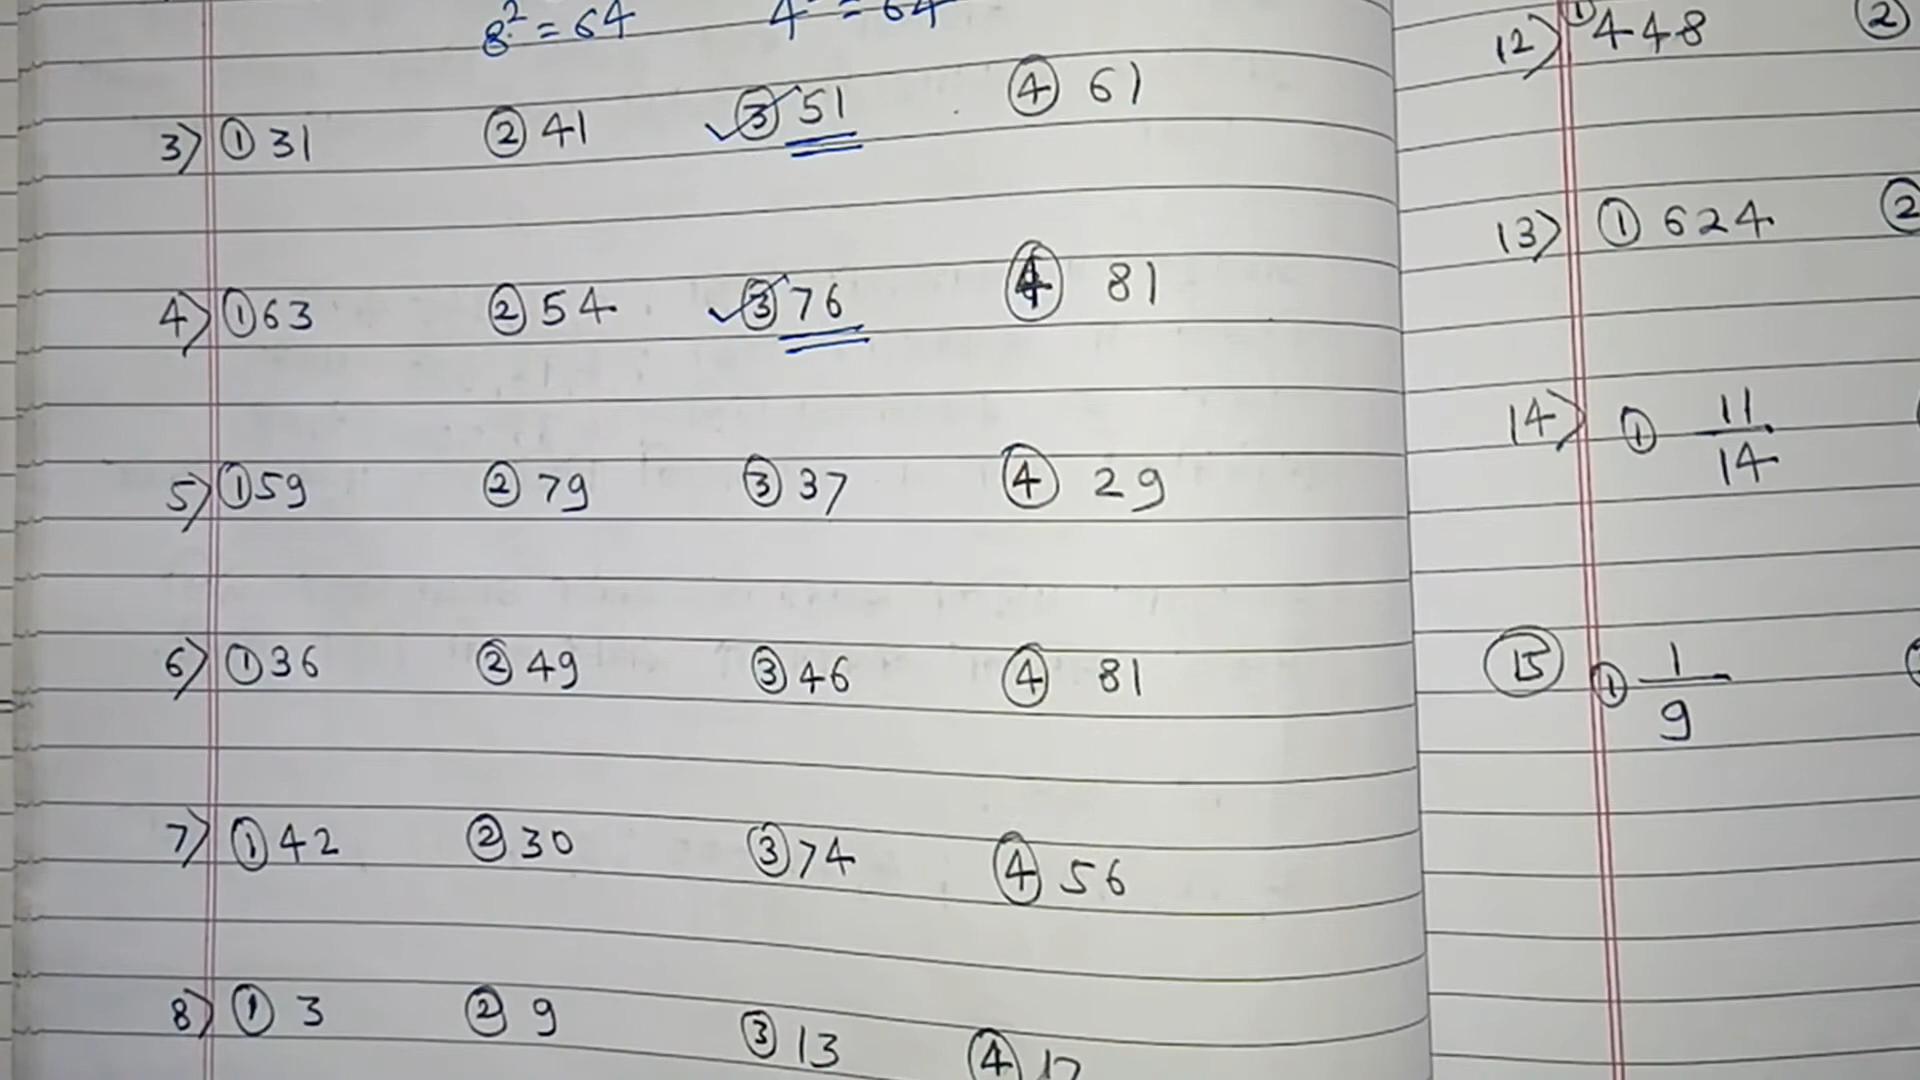 8² = 64 4³ = 64
3) ① 31 ② 41 ③ 51 ④ 61
4) ① 63 ② 54 ③ 76 ④ 81
5) ① 59 ② 79 ③ 37 ④ 29
6) ① 36 ② 49 ③ 46 ④ 81
7) ① 42 ② 30 ③ 74 ④ 56
8) ① 3 ② 9 ③ 13 ④ 17
12) ① 448 ②
13) ① 624 ②
14) ① 11/14
15 ① 1/9